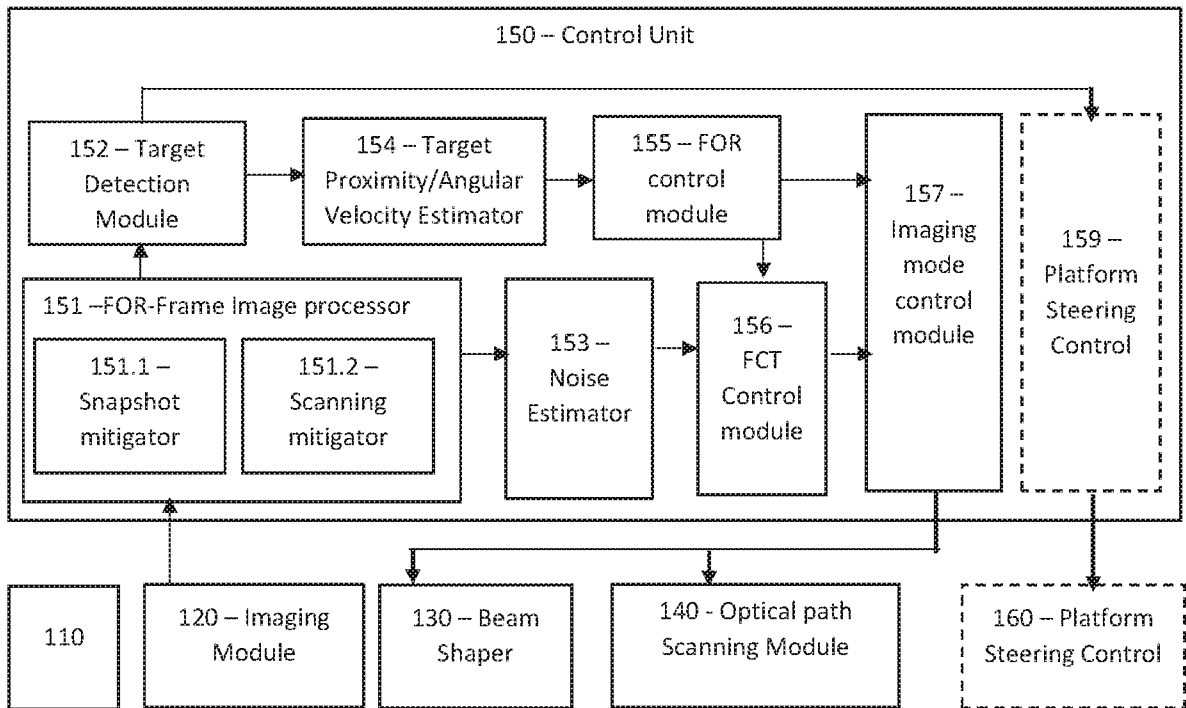 150 – Control Unit
152 – Target
Detection
Module
154 – Target
Proximity/Angular
Velocity Estimator
155 – FOR
control
module
157 –
Imaging
mode
control
module
159 –
Platform
Steering
Control
151 –FOR-Frame Image processor
151.1 –
Snapshot
mitigator
151.2 –
Scanning
mitigator
153 –
Noise
Estimator
156 –
FCT
Control
module
110
120 – Imaging
Module
130 – Beam
Shaper
140 - Optical path
Scanning Module
160 – Platform
Steering Control